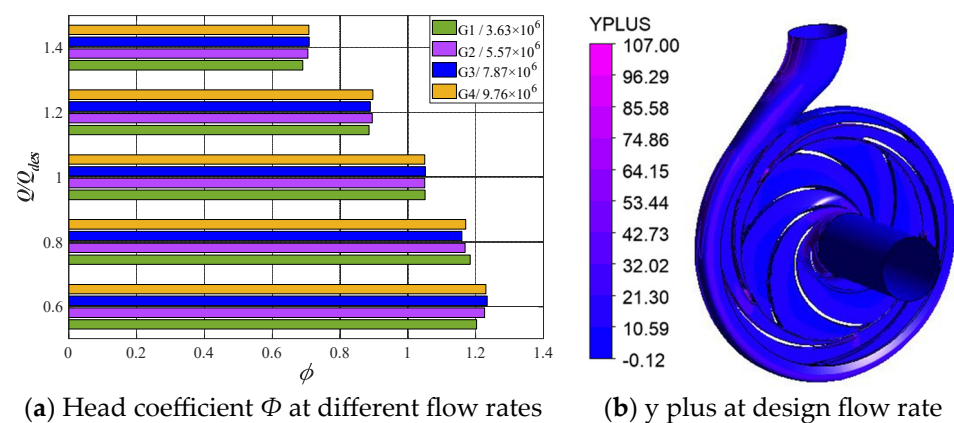 G1 / 3.63×10⁶
G2 / 5.57×10⁶
G3/ 7.87×10⁶
G4/ 9.76×10⁶
1.4
1.2
1
0.8
0.6
Q/Q_des
0 0.2 0.4 0.6 0.8 1 1.2 1.4
ϕ
(a) Head coefficient Φ at different flow rates
YPLUS
107.00
96.29
85.58
74.86
64.15
53.44
42.73
32.02
21.30
10.59
-0.12
(b) y plus at design flow rate